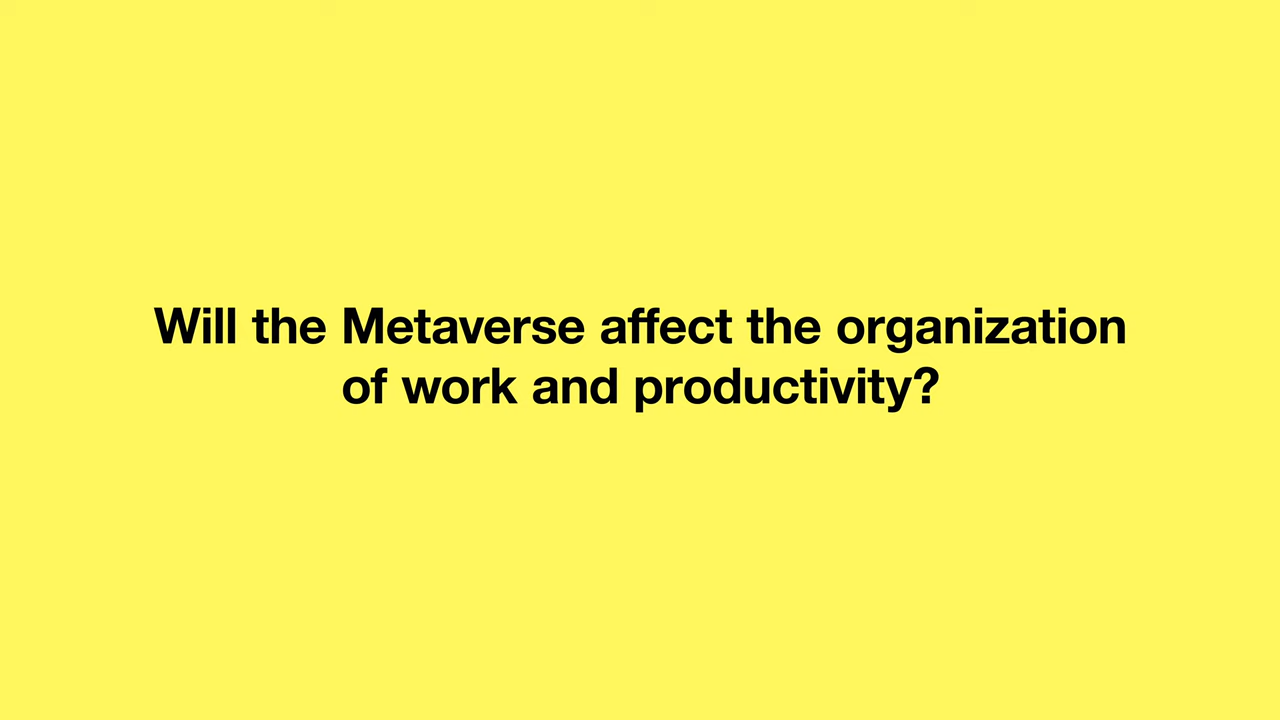 Will the Metaverse affect the organization
of work and productivity?